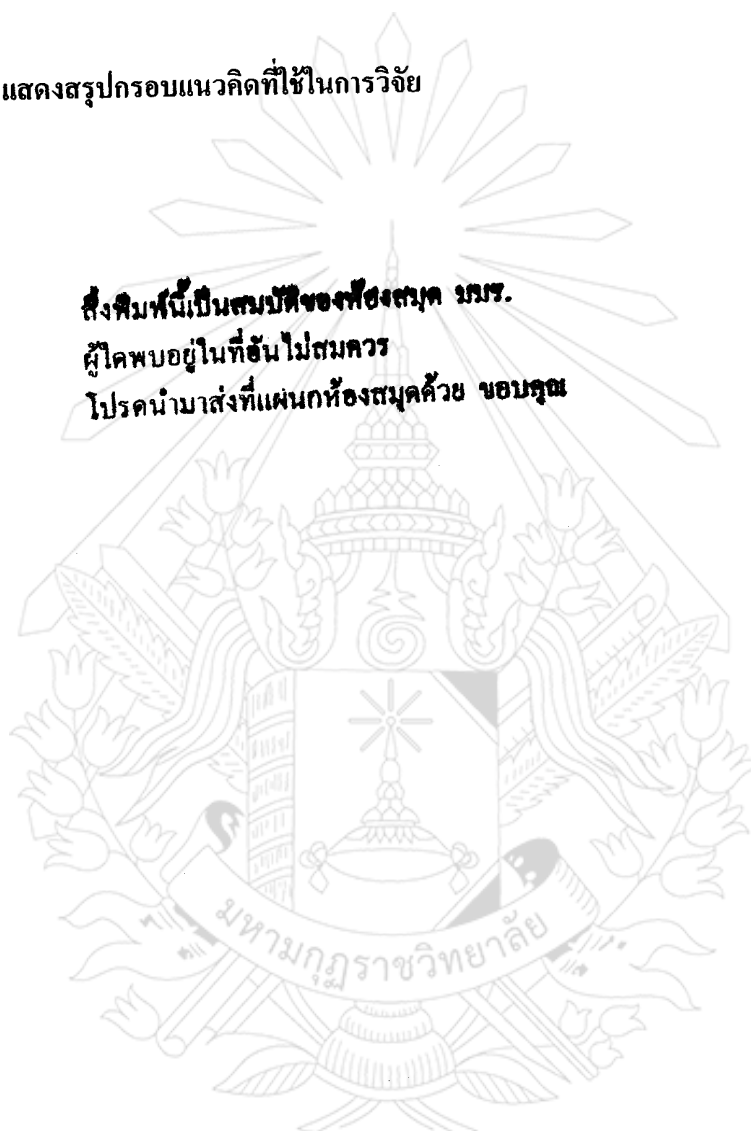 แสดงสรุปกรอบแนวคิดที่ใช้ในการวิจัย
สิ่งพิมพ์นี้เป็นสมบัติของห้องสมุด มมร.
ผู้ใดพบอยู่ในที่อันไม่สมควร
โปรดนำมาส่งที่แผนกห้องสมุดด้วย ขอบคุณ
มหามกุฏราชวิทยาลัย